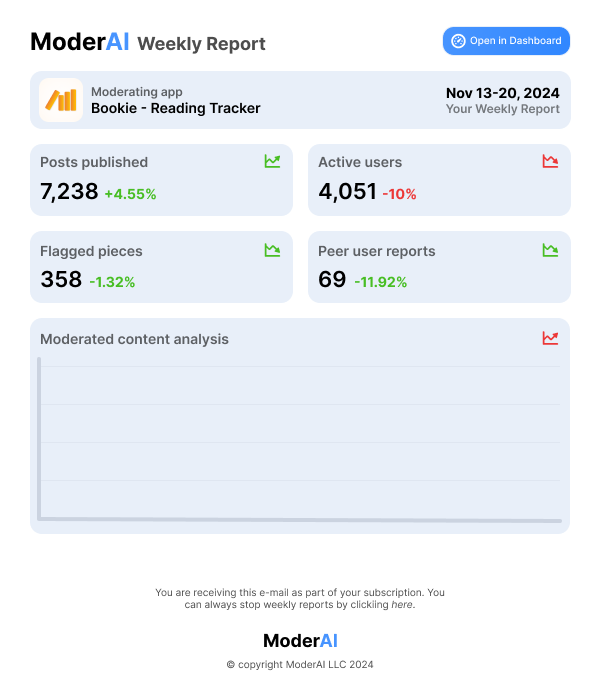 ModerAI Weekly Report
Open in Dashboard
Moderating app
Bookie - Reading Tracker
Nov 13-20, 2024
Your Weekly Report
Posts published
7,238 +4.55%
Active users
4,051 -10%
Flagged pieces
358 -1.32%
Peer user reports
69 -11.92%
Moderated content analysis
You are receiving this e-mail as part of your subscription. You
can always stop weekly reports by clickiing here.
ModerAI
© copyright ModerAI LLC 2024